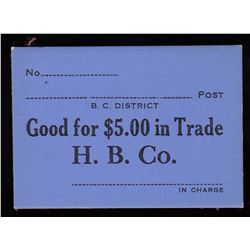 No.
POST
B. C. DISTRICT
Good for $5.00 in Trade
H. B. Co.
IN CHARGE